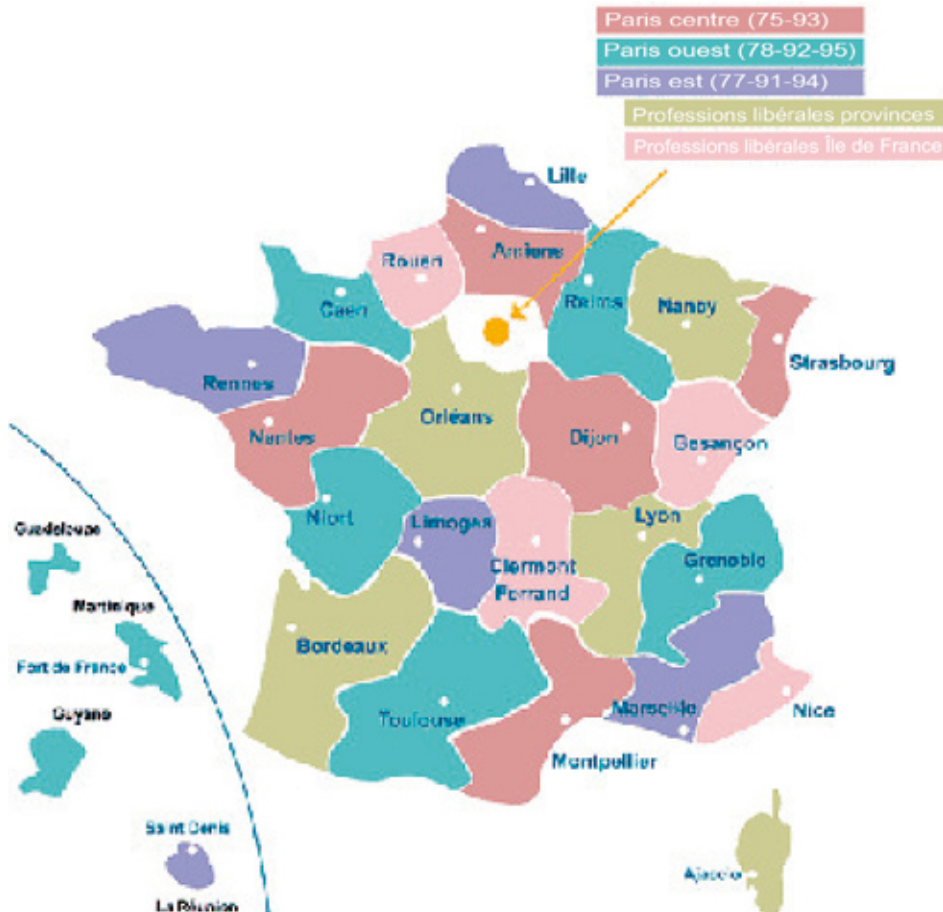 Paris centre (75-93)
Paris ouest (78-92-95)
Paris est (77-91-94)
Professions libérales provinces
Professions libérales Île de France
Lille
Amiens
Rouen
Caen
Reims
Nancy
Strasbourg
Rennes
Nantes
Orléans
Dijon
Besançon
Niort
Limoges
Clermont
Ferrand
Lyon
Grenoble
Bordeaux
Toulouse
Montpellier
Marseille
Nice
Ajaccio
Guadeloupe
Martinique
Fort de France
Guyane
Saint Denis
La Réunion